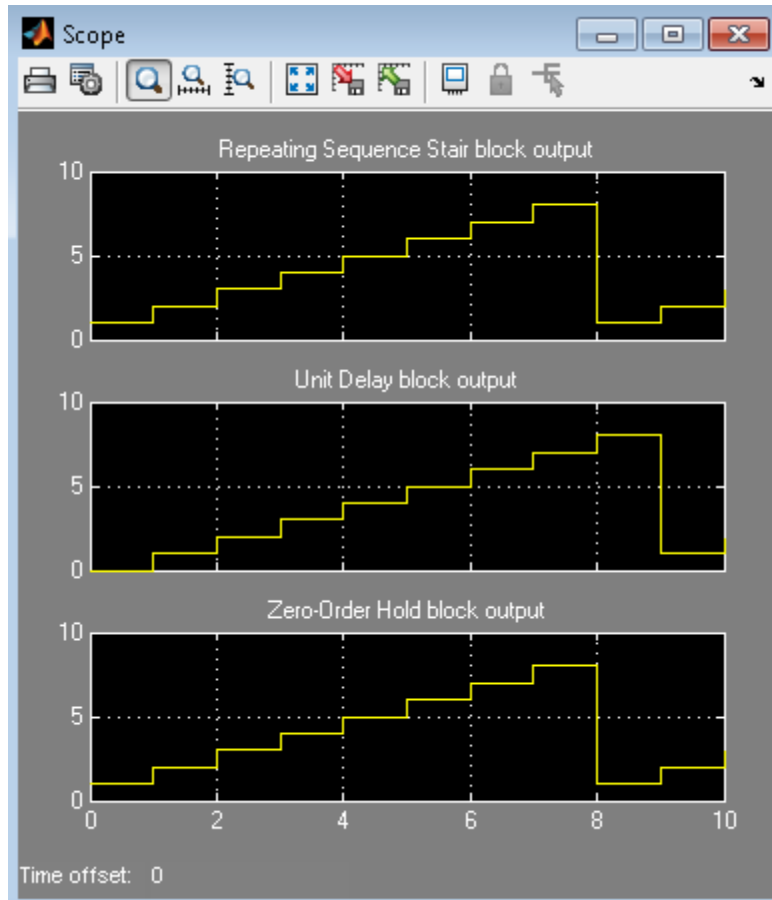 Scope
Repeating Sequence Stair block output
10
5
0
Unit Delay block output
10
5
0
Zero-Order Hold block output
10
5
0
0 2 4 6 8 10
Time offset: 0